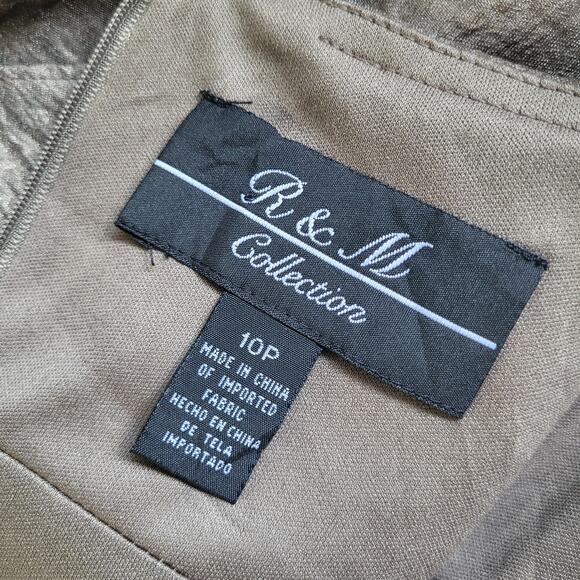 R & M
Collection
10P
MADE IN CHINA
OF IMPORTED
FABRIC
HECHO EN CHINA
DE TELA
IMPORTADO